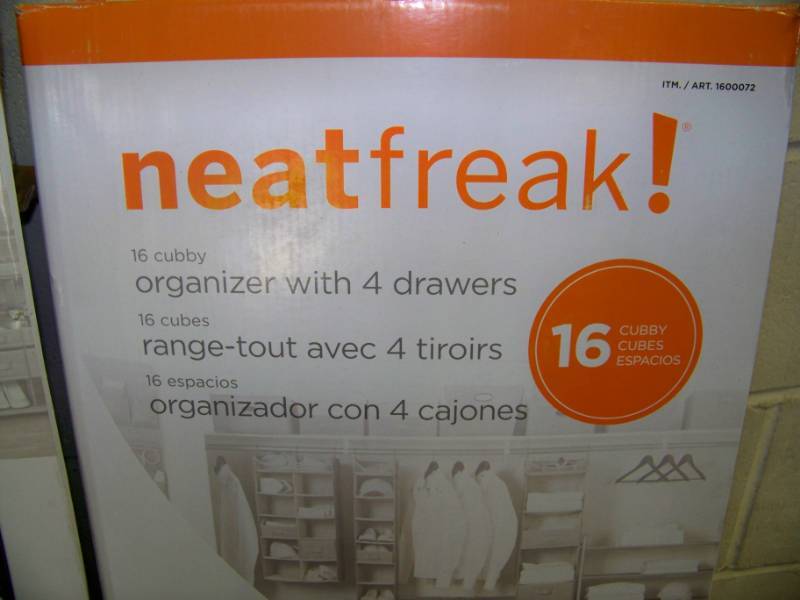 ITM. / ART. 1600072
neatfreak!®
16 cubby
organizer with 4 drawers
16 cubes
range-tout avec 4 tiroirs
16 espacios
organizador con 4 cajones
16 CUBBY
CUBES
ESPACIOS